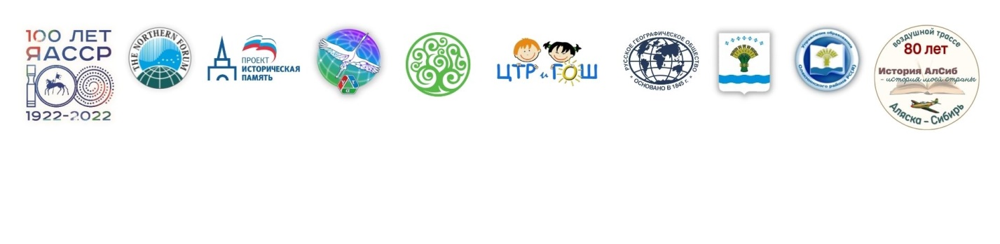 100 ЛЕТ
ЯАССР
100
1922-2022
THE NORTHERN FORUM
ПРОЕКТ
ИСТОРИЧЕСКАЯ
ПАМЯТЬ
ЦТР и ГОШ
РУССКОЕ ГЕОГРАФИЧЕСКОЕ ОБЩЕСТВО
* ОСНОВАНО В 1845 г. *
Управление образования
Олекминского района РС(Я)
воздушной трассе
80 лет
История АлСиб
- история моей страны
Аляска - Сибирь